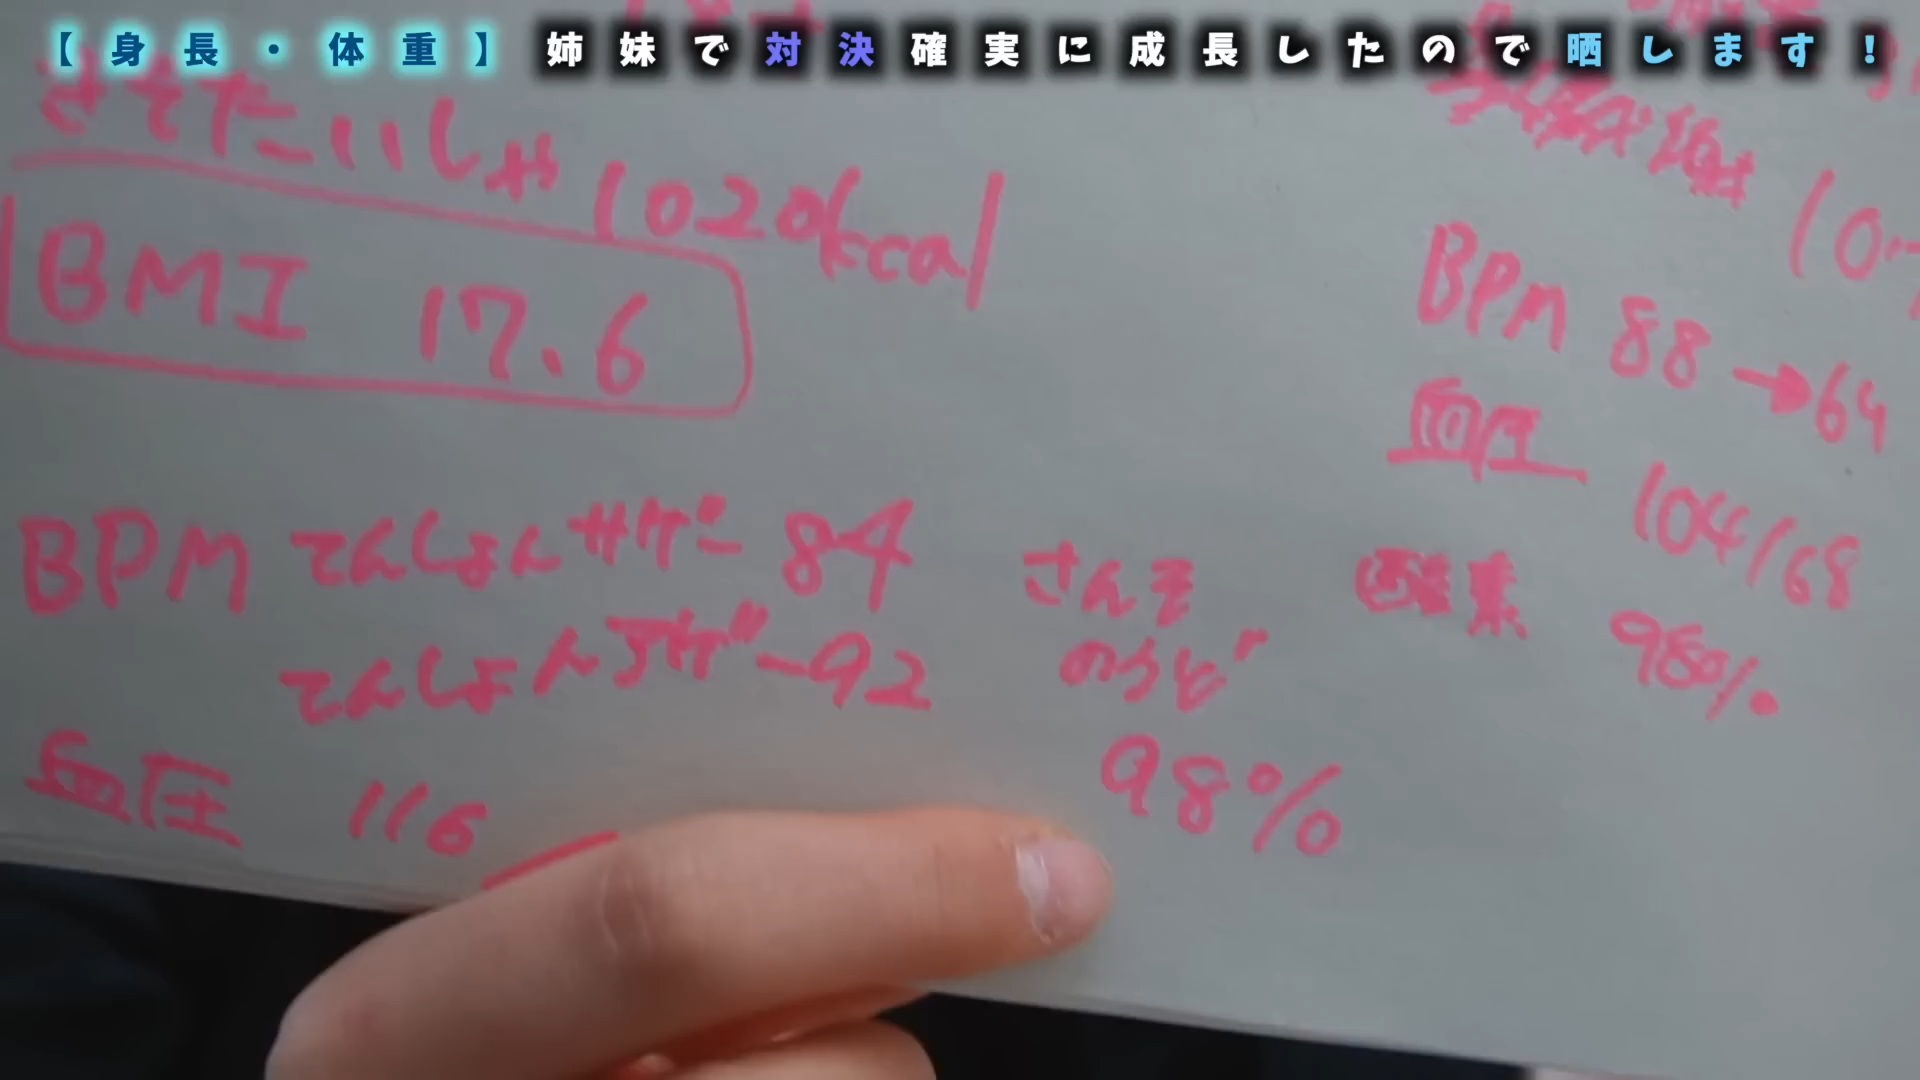 【身長・体重】姉妹で対決確実に成長したので晒します！
きそたいしゃ 1020kcal
BMI 17.6
BPM てんしょんサゲー 84
てんしょんアゲー 92
血圧 116
さんそ
のうど
98%
BPM 88→64
血圧 104/68
酸素 98%